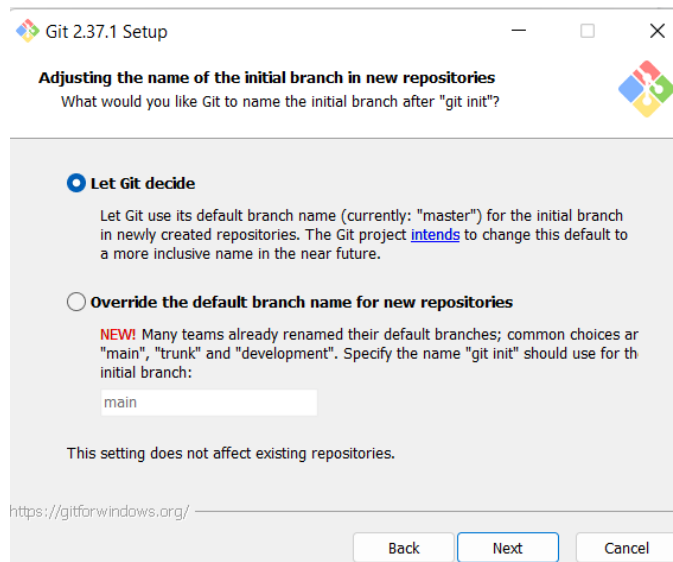 Git 2.37.1 Setup
Adjusting the name of the initial branch in new repositories
What would you like Git to name the initial branch after "git init"?
Let Git decide
Let Git use its default branch name (currently: "master") for the initial branch
in newly created repositories. The Git project intends to change this default to
a more inclusive name in the near future.
Override the default branch name for new repositories
NEW! Many teams already renamed their default branches; common choices ar
"main", "trunk" and "development". Specify the name "git init" should use for th
initial branch:
main
This setting does not affect existing repositories.
https://gitforwindows.org/
Back Next Cancel